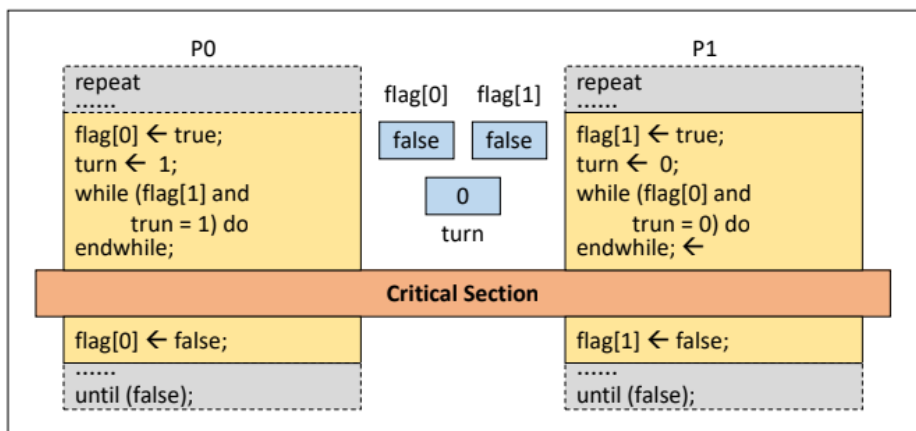 P0
repeat
......
flag[0] ← true;
turn ← 1;
while (flag[1] and
trun = 1) do
endwhile;
flag[0] flag[1]
false false
0
turn
P1
repeat
......
flag[1] ← true;
turn ← 0;
while (flag[0] and
trun = 0) do
endwhile; ←
Critical Section
flag[0] ← false;
......
until (false);
flag[1] ← false;
......
until (false);